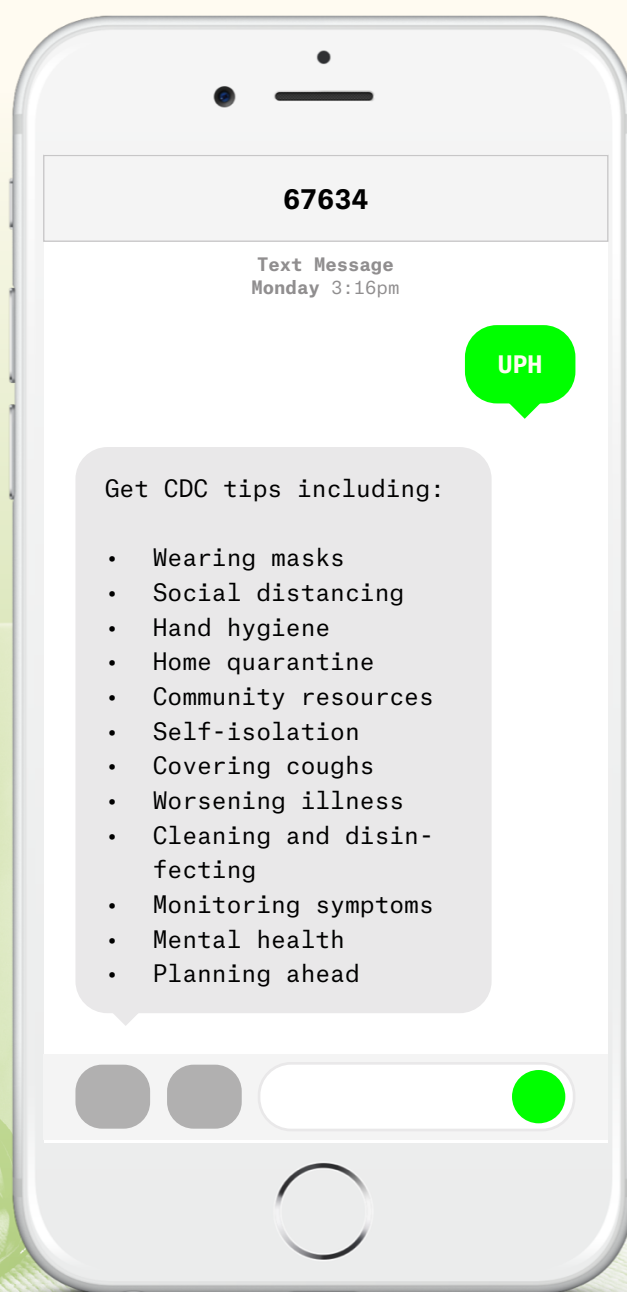 67634
Text Message
Monday 3:16pm
UPH
Get CDC tips including:
• Wearing masks
• Social distancing
• Hand hygiene
• Home quarantine
• Community resources
• Self-isolation
• Covering coughs
• Worsening illness
• Cleaning and disin-
fecting
• Monitoring symptoms
• Mental health
• Planning ahead